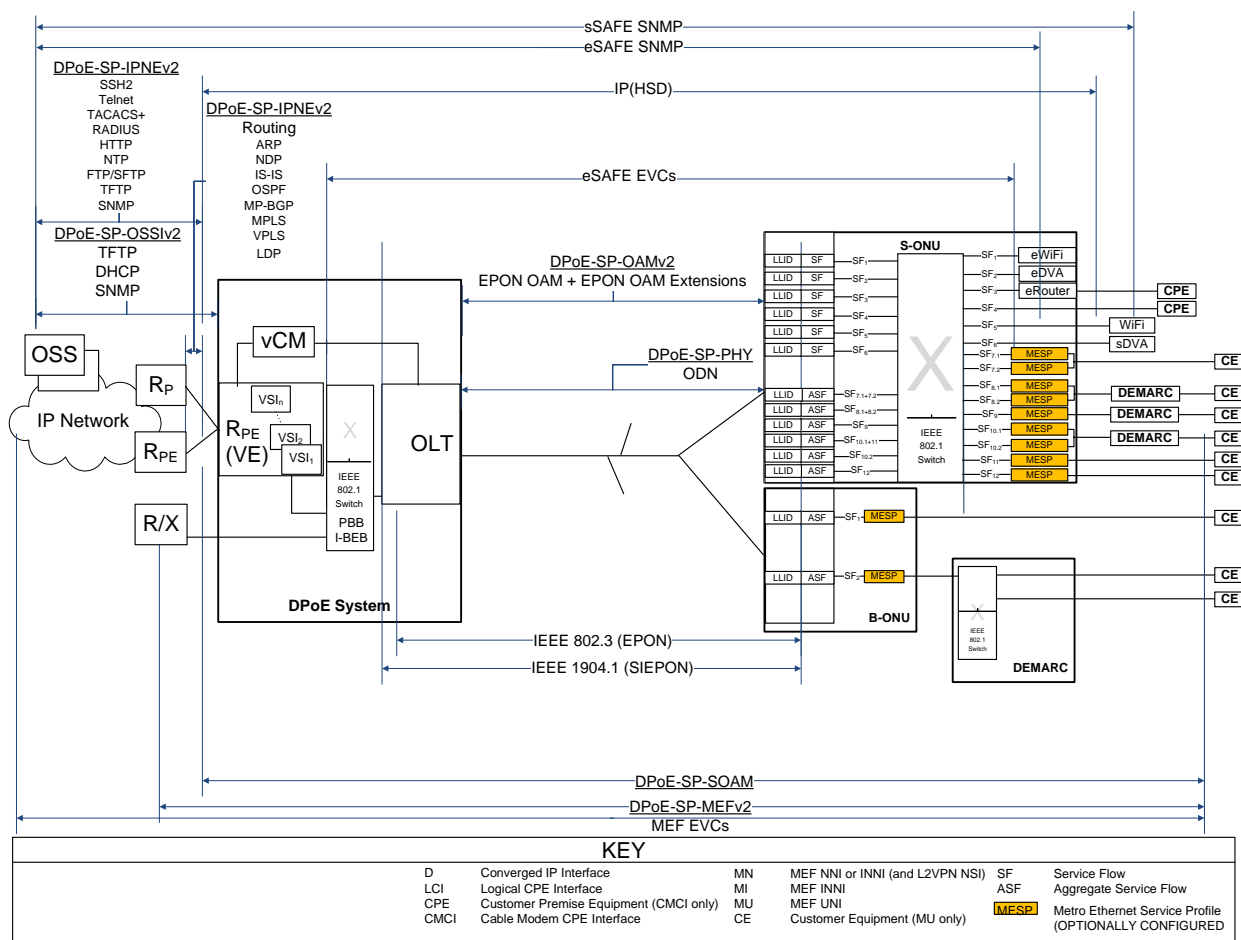 sSAFE SNMP
eSAFE SNMP
DPoE-SP-IPNEv2
SSH2
Telnet
TACACS+
RADIUS
HTTP
NTP
FTP/SFTP
TFTP
SNMP
DPoE-SP-OSSIv2
TFTP
DHCP
SNMP
IP(HSD)
DPoE-SP-IPNEv2
Routing
ARP
NDP
IS-IS
OSPF
MP-BGP
MPLS
VPLS
LDP
eSAFE EVCs
DPoE-SP-OAMv2
EPON OAM + EPON OAM Extensions
DPoE-SP-PHY
ODN
OSS
IP Network
RP
RPE
R/X
vCM
RPE
(VE)
VSIn
VSI2
VSI1
X
IEEE
802.1
Switch
PBB
I-BEB
OLT
DPoE System
S-ONU
LLID SF SF1
LLID SF SF2
LLID SF SF3
LLID SF SF4
LLID SF SF5
LLID SF SF6
LLID ASF SF7.1+7.2
LLID ASF SF8.1+8.2
LLID ASF SF9
LLID ASF SF10.1+11
LLID ASF SF10.2
LLID ASF SF12
X
IEEE
802.1
Switch
SF1 eWiFi
SF2 eDVA
SF3 eRouter CPE
SF4 CPE
SF5 WiFi
SF6 sDVA
SF7.1 MESP
SF7.2 MESP
CE
SF8.1 MESP
SF8.2 MESP
DEMARC CE
SF9 MESP DEMARC CE
SF10.1 MESP
SF10.2 MESP
DEMARC CE
SF11 MESP CE
SF12 MESP CE
LLID ASF SF1 MESP CE
LLID ASF SF2 MESP
B-ONU
CE
CE
X
IEEE
802.1
Switch
DEMARC
IEEE 802.3 (EPON)
IEEE 1904.1 (SIEPON)
DPoE-SP-SOAM
DPoE-SP-MEFv2
MEF EVCs
KEY
D Converged IP Interface
LCI Logical CPE Interface
CPE Customer Premise Equipment (CMCI only)
CMCI Cable Modem CPE Interface
MN MEF NNI or INNI (and L2VPN NSI)
MI MEF INNI
MU MEF UNI
CE Customer Equipment (MU only)
SF Service Flow
ASF Aggregate Service Flow
MESP Metro Ethernet Service Profile
(OPTIONALLY CONFIGURED